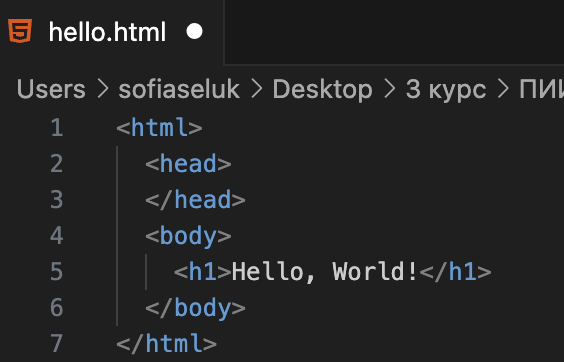 hello.html
Users > sofiaseluk > Desktop > 3 курс > ПИИ
1 <html>
2   <head>
3   </head>
4   <body>
5     <h1>Hello, World!</h1>
6   </body>
7 </html>